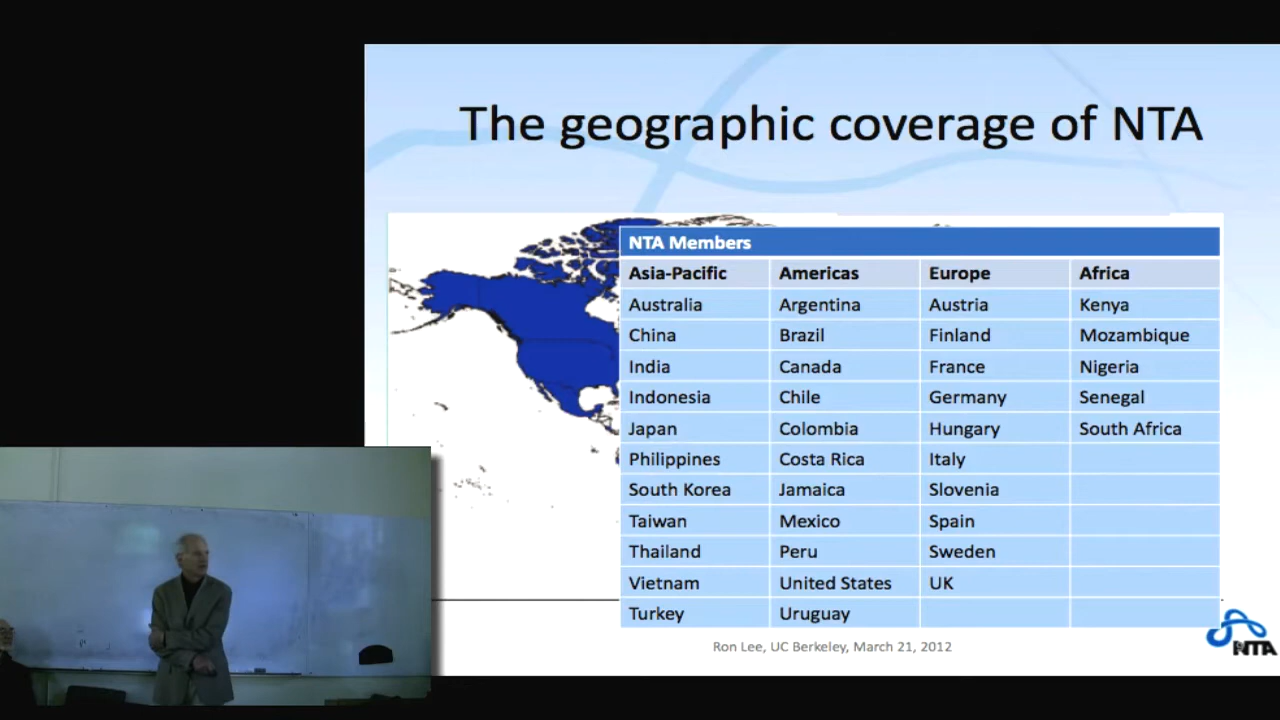 The geographic coverage of NTA
NTA Members
Asia-Pacific Americas Europe Africa
Australia Argentina Austria Kenya
China Brazil Finland Mozambique
India Canada France Nigeria
Indonesia Chile Germany Senegal
Japan Colombia Hungary South Africa
Philippines Costa Rica Italy
South Korea Jamaica Slovenia
Taiwan Mexico Spain
Thailand Peru Sweden
Vietnam United States UK
Turkey Uruguay
Ron Lee, UC Berkeley, March 21, 2012
NTA